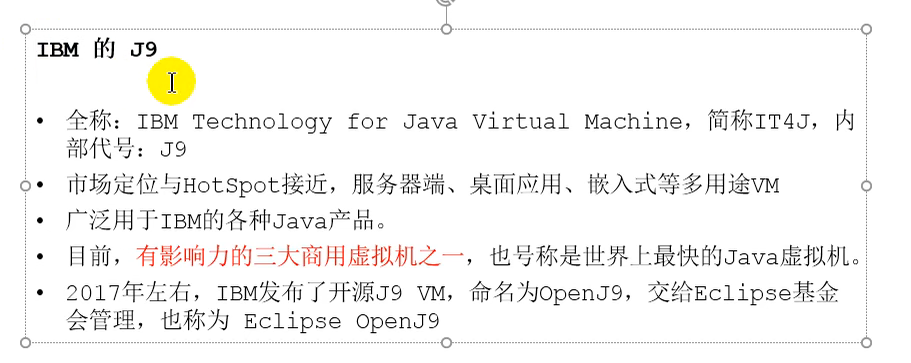 IBM 的 J9
• 全称：IBM Technology for Java Virtual Machine，简称IT4J，内
部代号：J9
• 市场定位与HotSpot接近，服务器端、桌面应用、嵌入式等多用途VM
• 广泛用于IBM的各种Java产品。
• 目前，有影响力的三大商用虚拟机之一，也号称是世界上最快的Java虚拟机。
• 2017年左右，IBM发布了开源J9 VM，命名为OpenJ9，交给Eclipse基金
会管理，也称为 Eclipse OpenJ9